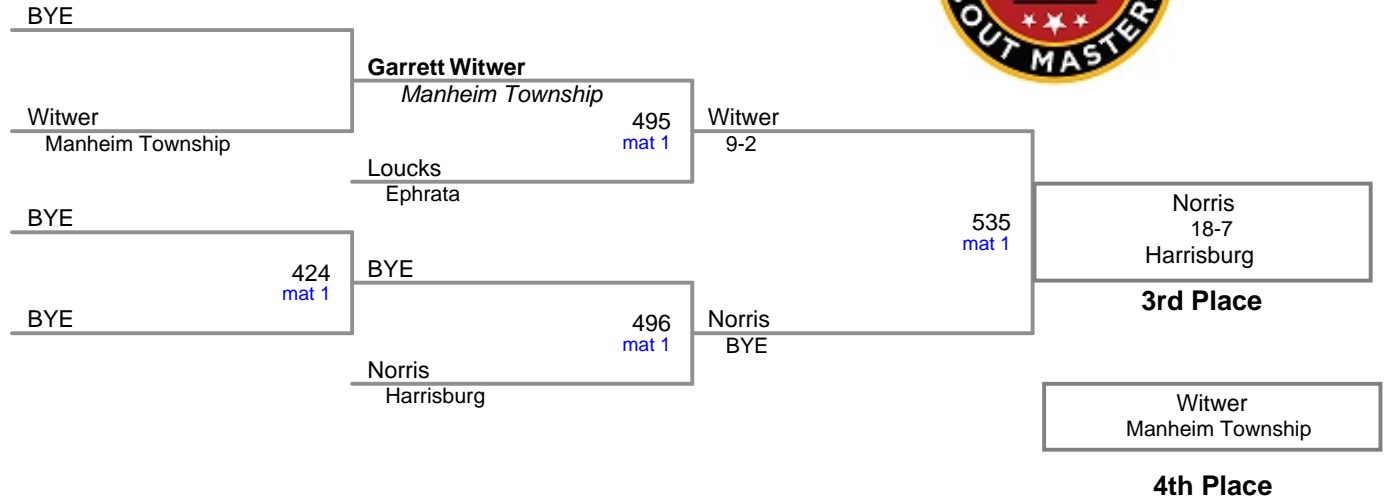 BYE
Witwer
Manheim Township
BYE
BYE
424
mat 1
Garrett Witwer
Manheim Township
Loucks
Ephrata
495
mat 1
BYE
Norris
Harrisburg
496
mat 1
Witwer
9-2
Norris
BYE
535
mat 1
Norris
18-7
Harrisburg
3rd Place
Witwer
Manheim Township
4th Place
OUT MASTER